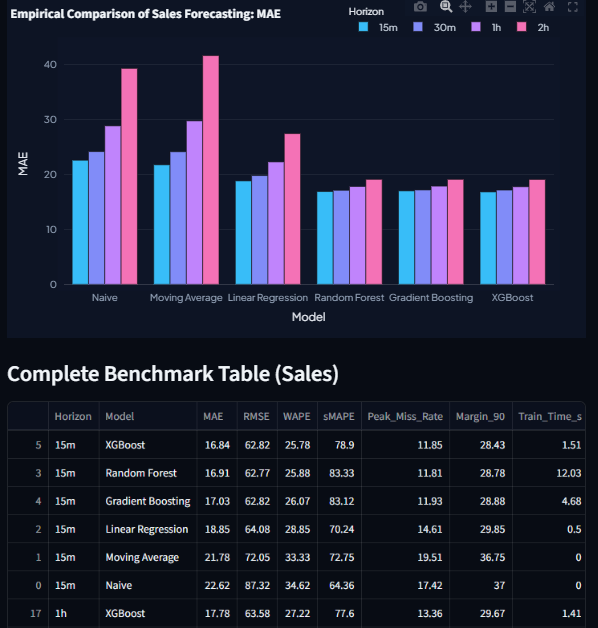 Empirical Comparison of Sales Forecasting: MAE
Horizon
15m 30m 1h 2h
40
30
20
10
0
MAE
Naive Moving Average Linear Regression Random Forest Gradient Boosting XGBoost
Model
Complete Benchmark Table (Sales)
Horizon Model MAE RMSE WAPE sMAPE Peak_Miss_Rate Margin_90 Train_Time_s
5 15m XGBoost 16.84 62.82 25.78 78.9 11.85 28.43 1.51
3 15m Random Forest 16.91 62.77 25.88 83.33 11.81 28.78 12.03
4 15m Gradient Boosting 17.03 62.82 26.07 83.12 11.93 28.88 4.68
2 15m Linear Regression 18.85 64.08 28.85 70.24 14.61 29.85 0.5
1 15m Moving Average 21.78 72.05 33.33 72.75 19.51 36.75 0
0 15m Naive 22.62 87.32 34.62 64.36 17.42 37 0
17 1h XGBoost 17.78 63.58 27.22 77.6 13.36 29.67 1.41